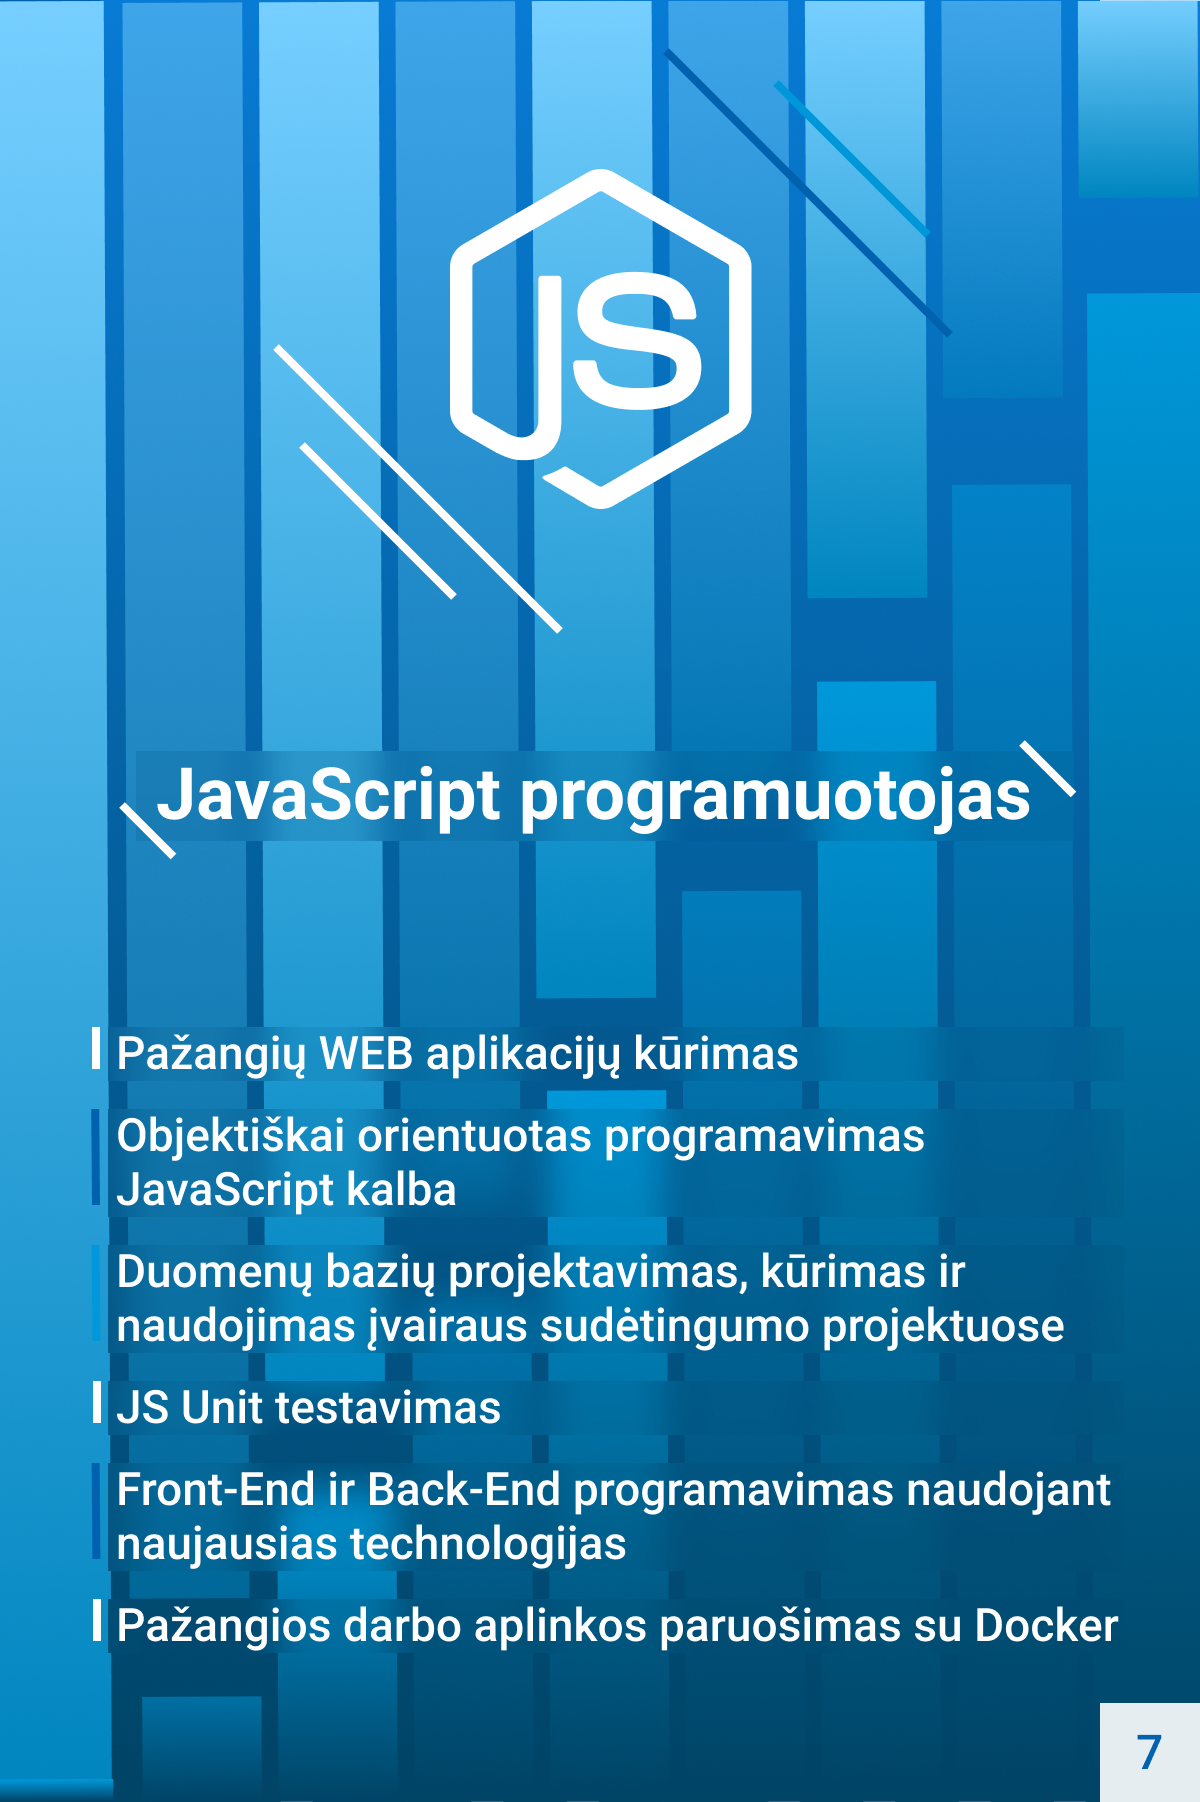 JS
JavaScript programuotojas
Pažangių WEB aplikacijų kūrimas
Objektiškai orientuotas programavimas
JavaScript kalba
Duomenų bazių projektavimas, kūrimas ir
naudojimas įvairaus sudėtingumo projektuose
JS Unit testavimas
Front-End ir Back-End programavimas naudojant
naujausias technologijas
Pažangios darbo aplinkos paruošimas su Docker
7